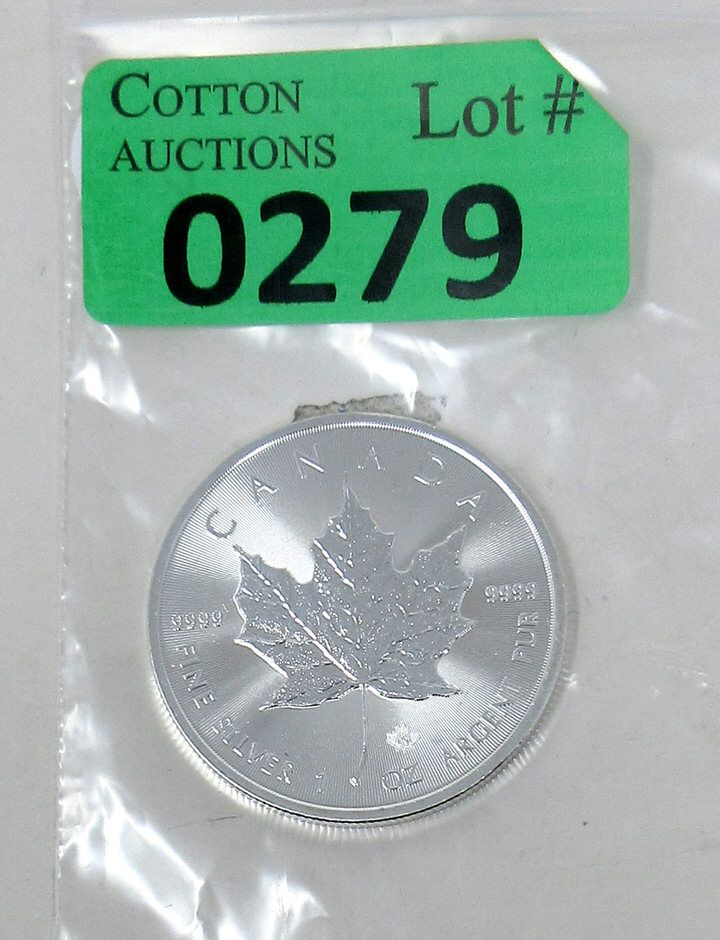 COTTON
AUCTIONS
Lot #
0279
CANADA
9999
9999
FINE SILVER 1 OZ ARGENT PUR